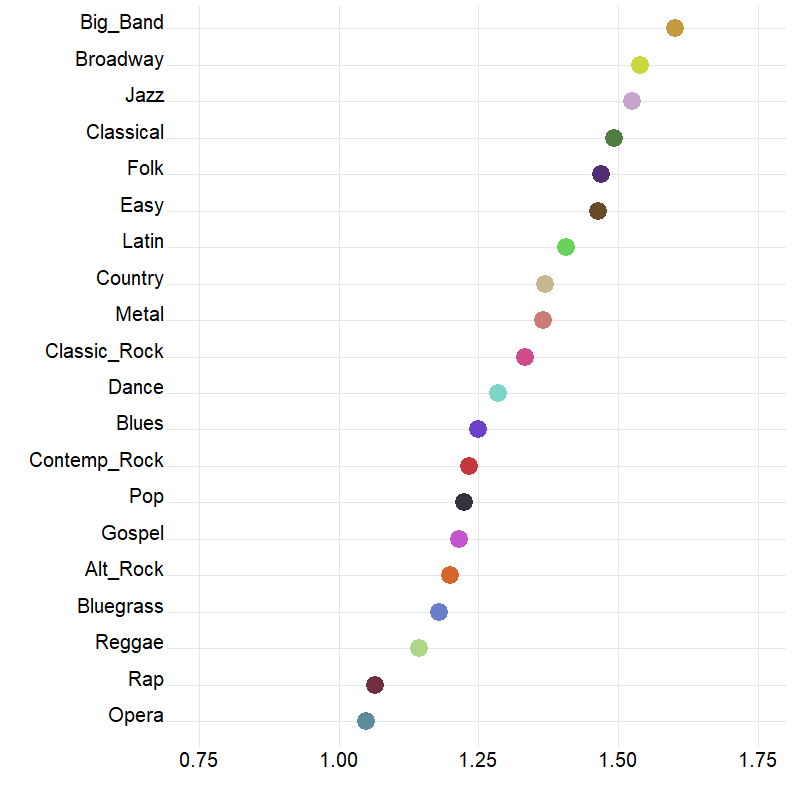 Big_Band
Broadway
Jazz
Classical
Folk
Easy
Latin
Country
Metal
Classic_Rock
Dance
Blues
Contemp_Rock
Pop
Gospel
Alt_Rock
Bluegrass
Reggae
Rap
Opera
0.75 1.00 1.25 1.50 1.75